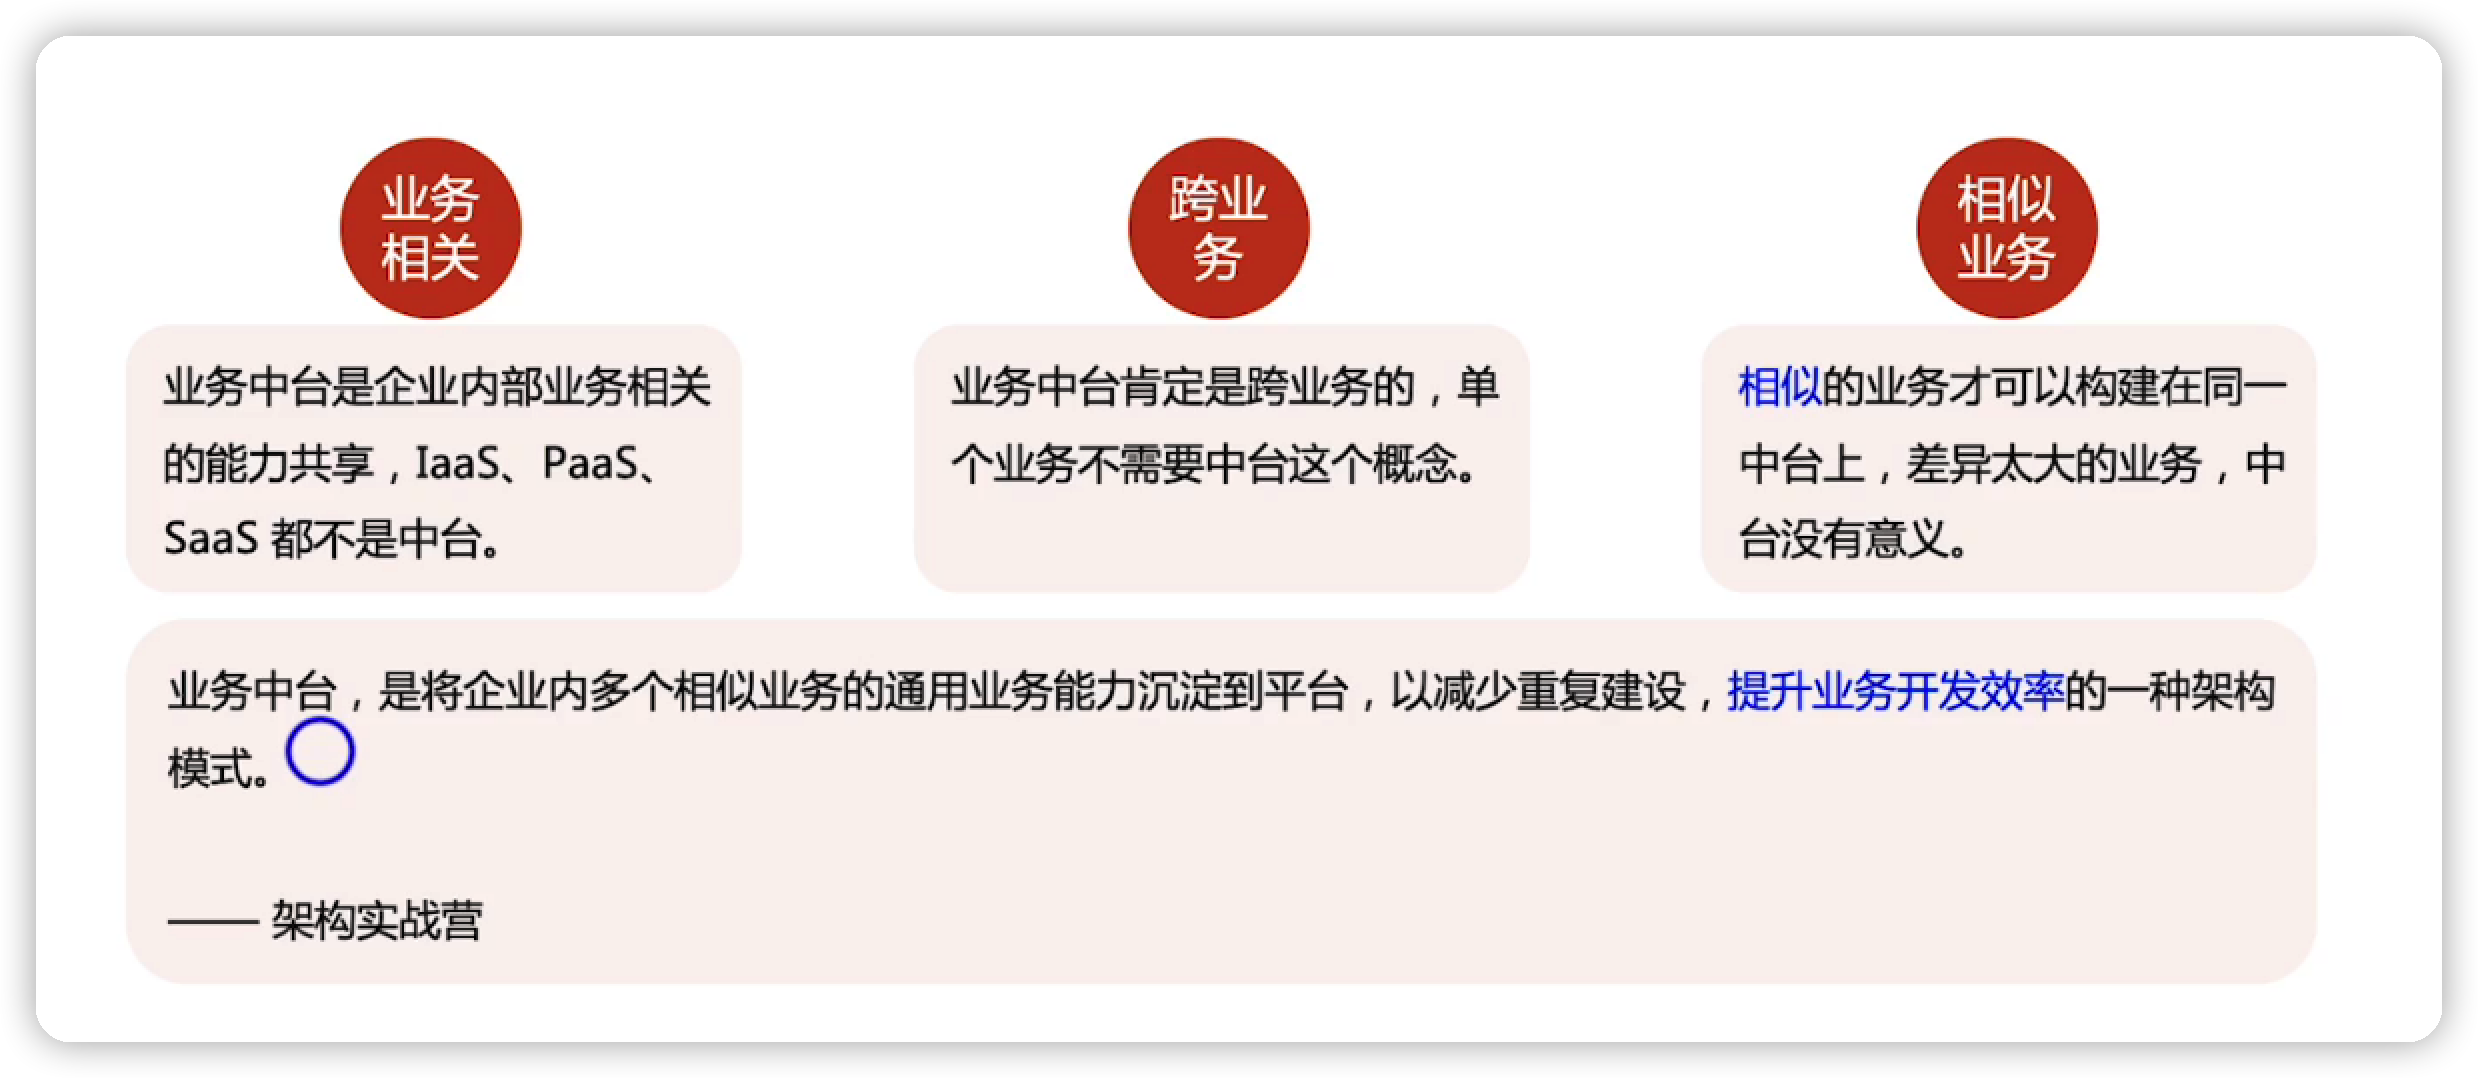 业务
相关
业务中台是企业内部业务相关
的能力共享，IaaS、PaaS、
SaaS 都不是中台。
跨业
务
业务中台肯定是跨业务的，单
个业务不需要中台这个概念。
相似
业务
相似的业务才可以构建在同一
中台上，差异太大的业务，中
台没有意义。
业务中台，是将企业内多个相似业务的通用业务能力沉淀到平台，以减少重复建设，提升业务开发效率的一种架构
模式。
—— 架构实战营